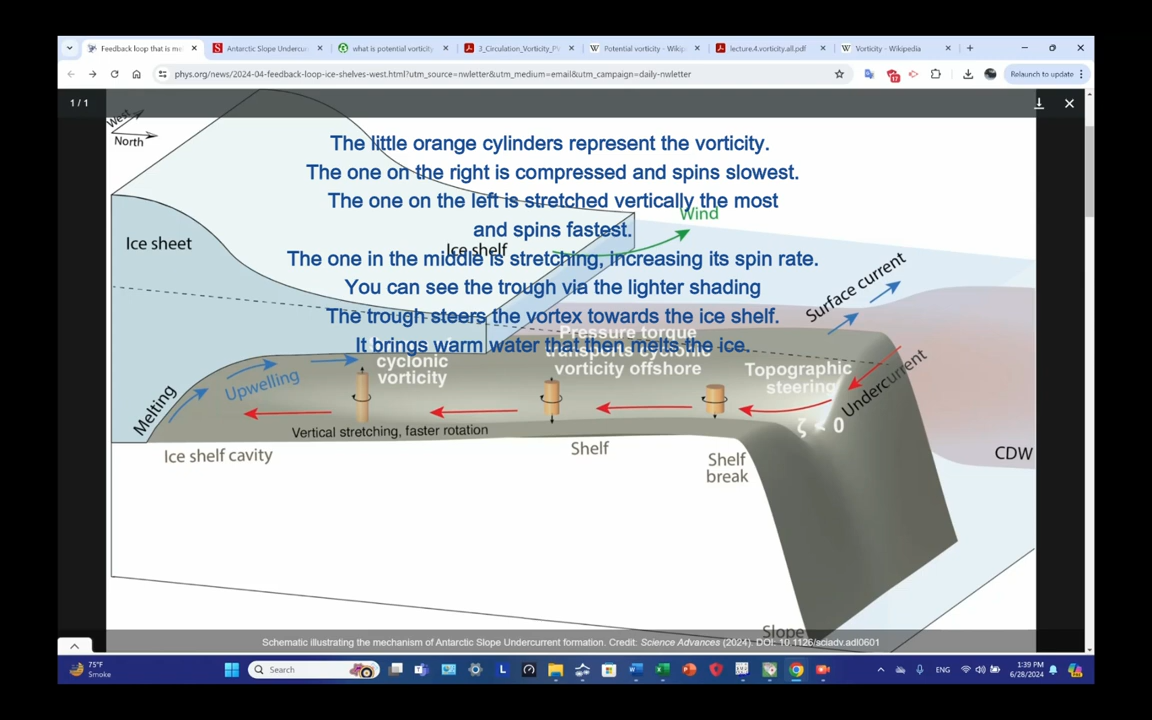 Feedback loop that is me
Antarctic Slope Undercur
what is potential vorticity
3_Circulation_Vorticity_PV
Potential vorticity - Wikip
lecture.4.vorticity.all.pdf
Vorticity - Wikipedia
phys.org/news/2024-04-feedback-loop-ice-shelves-west.html?utm_source=nwletter&utm_medium=email&utm_campaign=daily-nwletter
17
Relaunch to update
1 / 1
West
North
The little orange cylinders represent the vorticity.
The one on the right is compressed and spins slowest.
The one on the left is stretched vertically the most
and spins fastest.
Wind
Ice sheet
Ice shelf
The one in the middle is stretching, increasing its spin rate.
You can see the trough via the lighter shading
The trough steers the vortex towards the ice shelf.
It brings warm water that then melts the ice.
Surface current
Pressure torque
transports cyclonic
vorticity offshore
cyclonic
vorticity
Topographic
steering
Undercurrent
Upwelling
Melting
ζ < 0
Vertical stretching, faster rotation
Ice shelf cavity
Shelf
Shelf
break
CDW
Slope
Schematic illustrating the mechanism of Antarctic Slope Undercurrent formation. Credit: Science Advances (2024). DOI: 10.1126/sciadv.adl0601
75°F
Smoke
Search
ENG
1:39 PM
6/28/2024